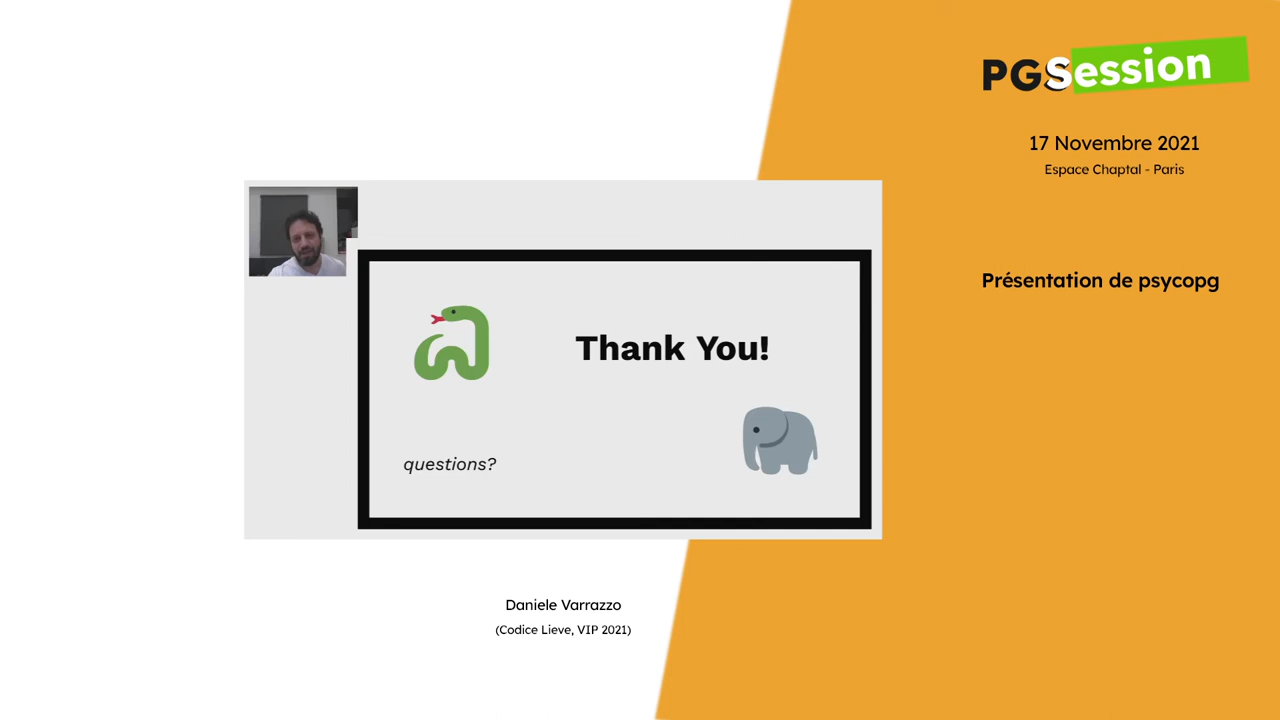 PGSession
17 Novembre 2021
Espace Chaptal - Paris
Présentation de psycopg
Thank You!
questions?
Daniele Varrazzo
(Codice Lieve, VIP 2021)